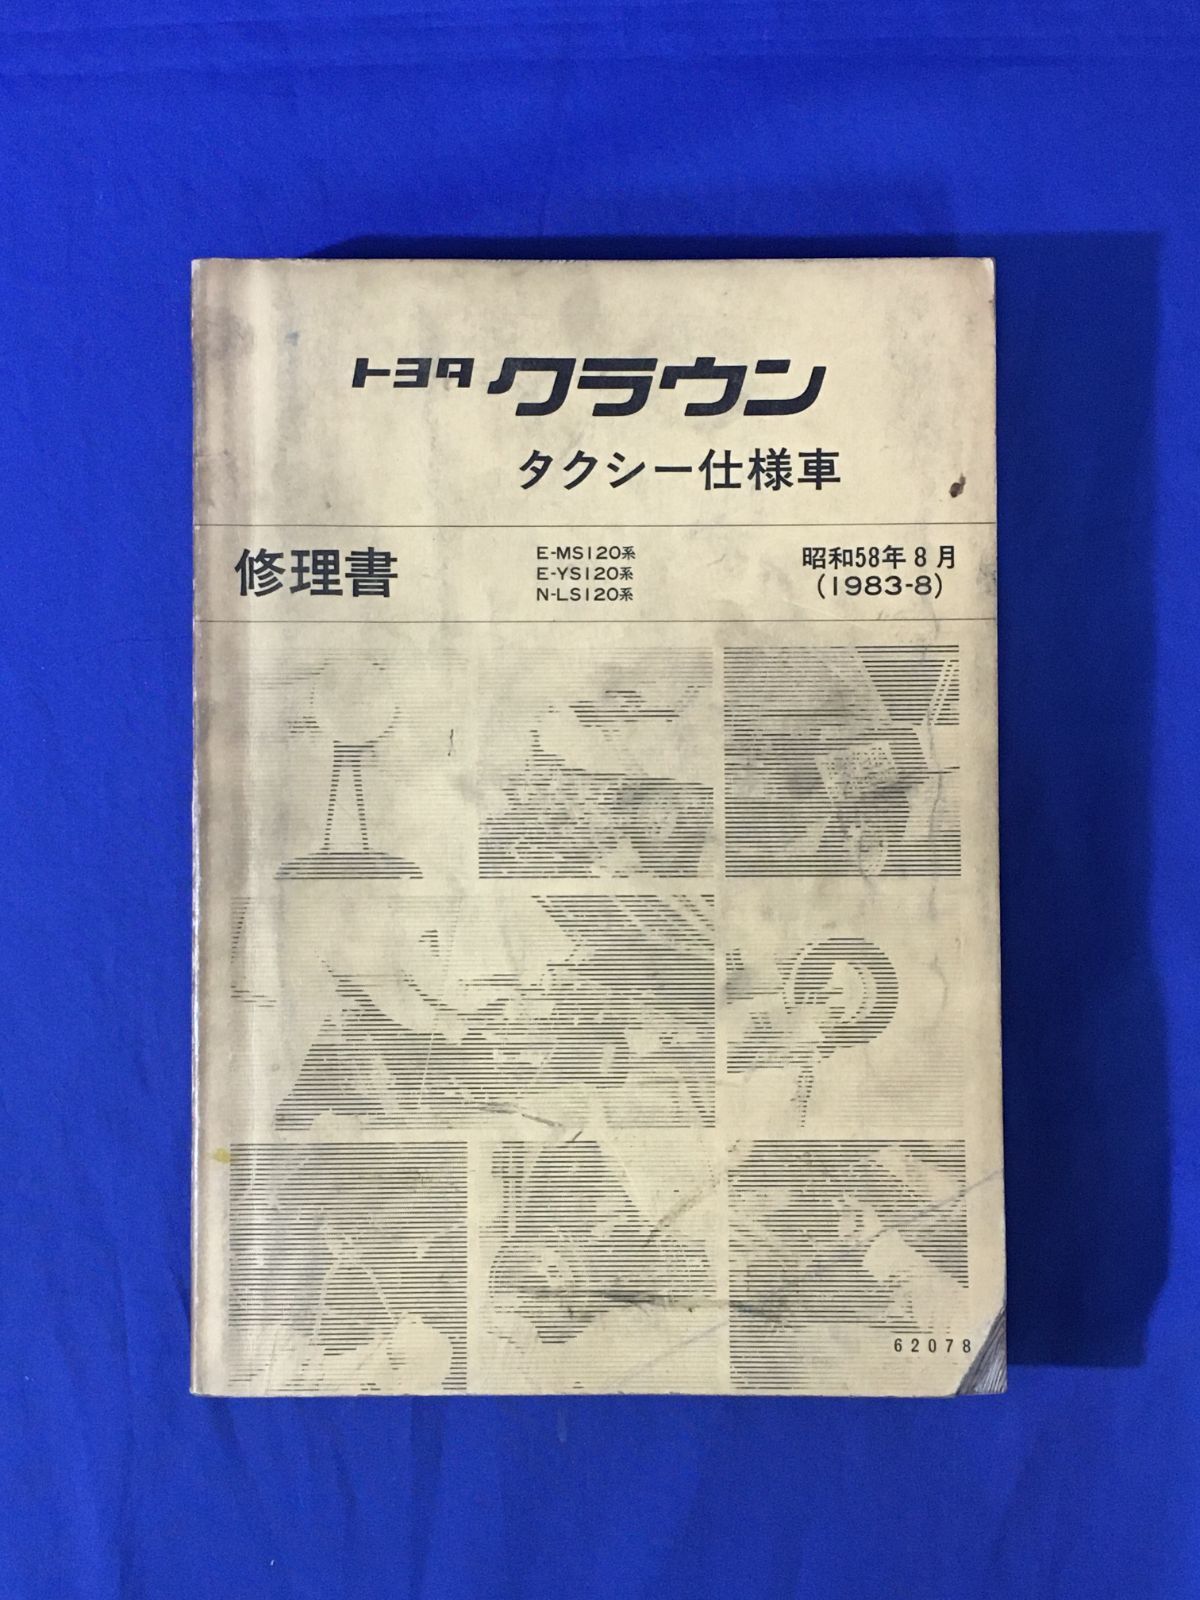 トヨタ クラウン
タクシー仕様車
修理書
E-MS120系
E-YS120系
N-LS120系
昭和58年8月
(1983-8)
62078